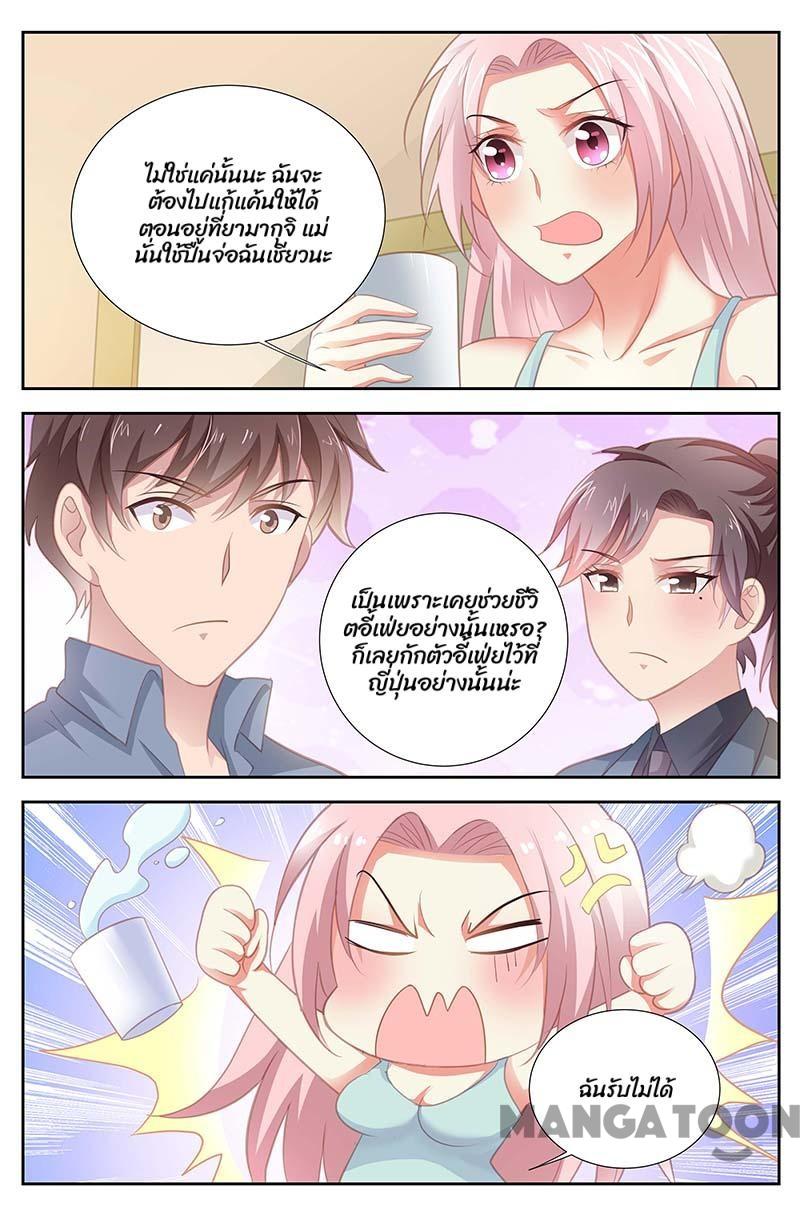 ไม่ใช่แค่นั้นนะ ฉันจะ
ต้องไปแก้แค้นให้ได้
ตอนอยู่ที่ยามากุจิ แม่
นั่นใช้ปืนจ่อฉันเชียวนะ
เป็นเพราะเคยช่วยชีวิ
ตอี้เฟยอย่างนั้นเหรอ?
ก็เลยกักตัวอี้เฟยไว้ที่
ญี่ปุ่นอย่างนั้นน่ะ
ฉันรับไม่ได้
MANGATOON